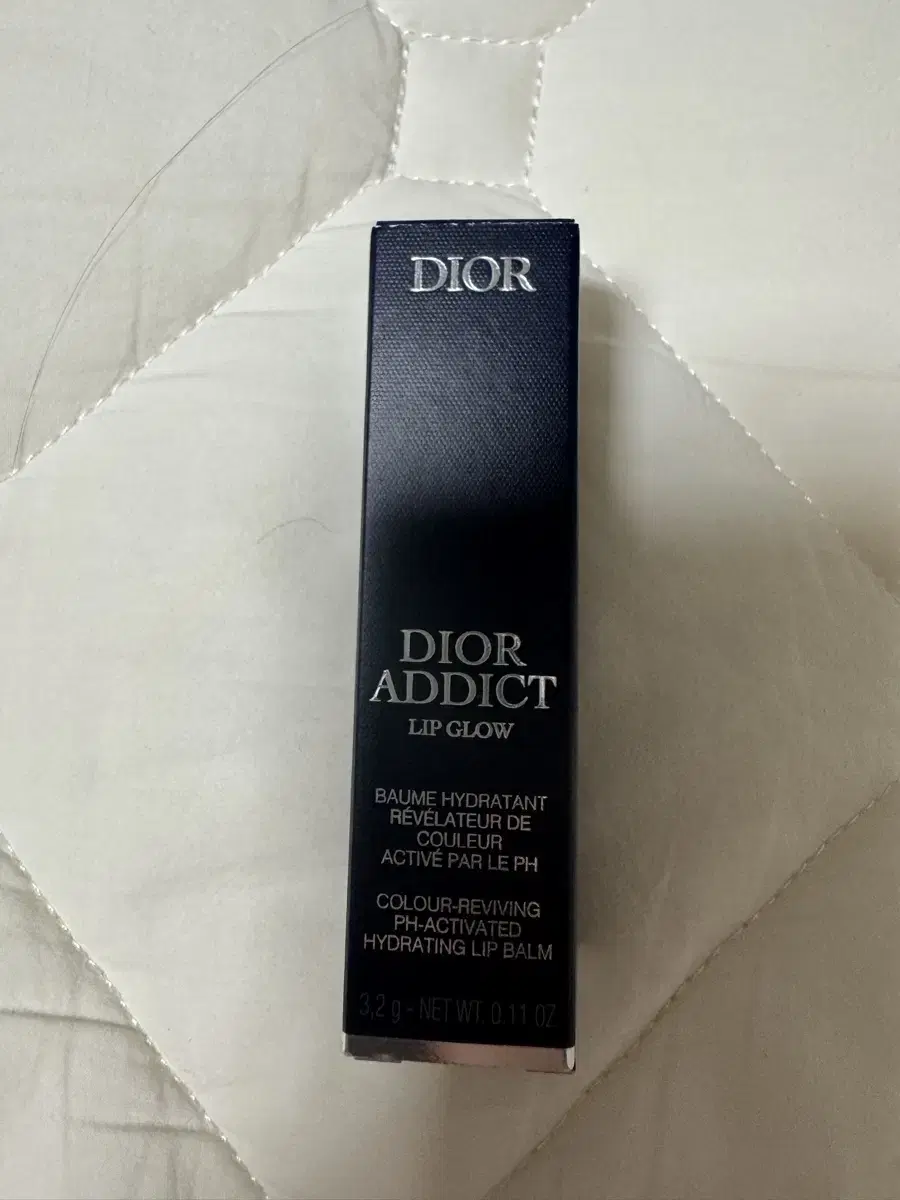 DIOR
DIOR
ADDICT
LIP GLOW
BAUME HYDRATANT
RÉVÉLATEUR DE
COULEUR
ACTIVÉ PAR LE PH
COLOUR-REVIVING
PH-ACTIVATED
HYDRATING LIP BALM
3,2 g - NET WT. 0.11 OZ